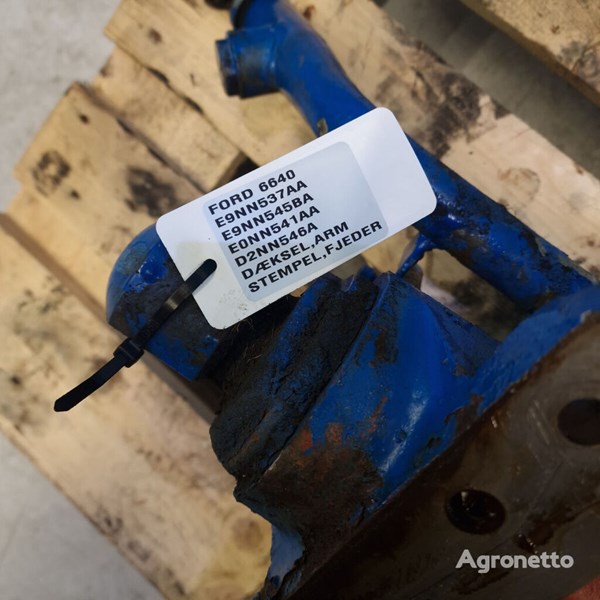 FORD 6640
E9NN537AA
E9NN545BA
E0NN541AA
D2NN546A
DÆKSEL,ARM
STEMPEL,FJEDER
Agronetto